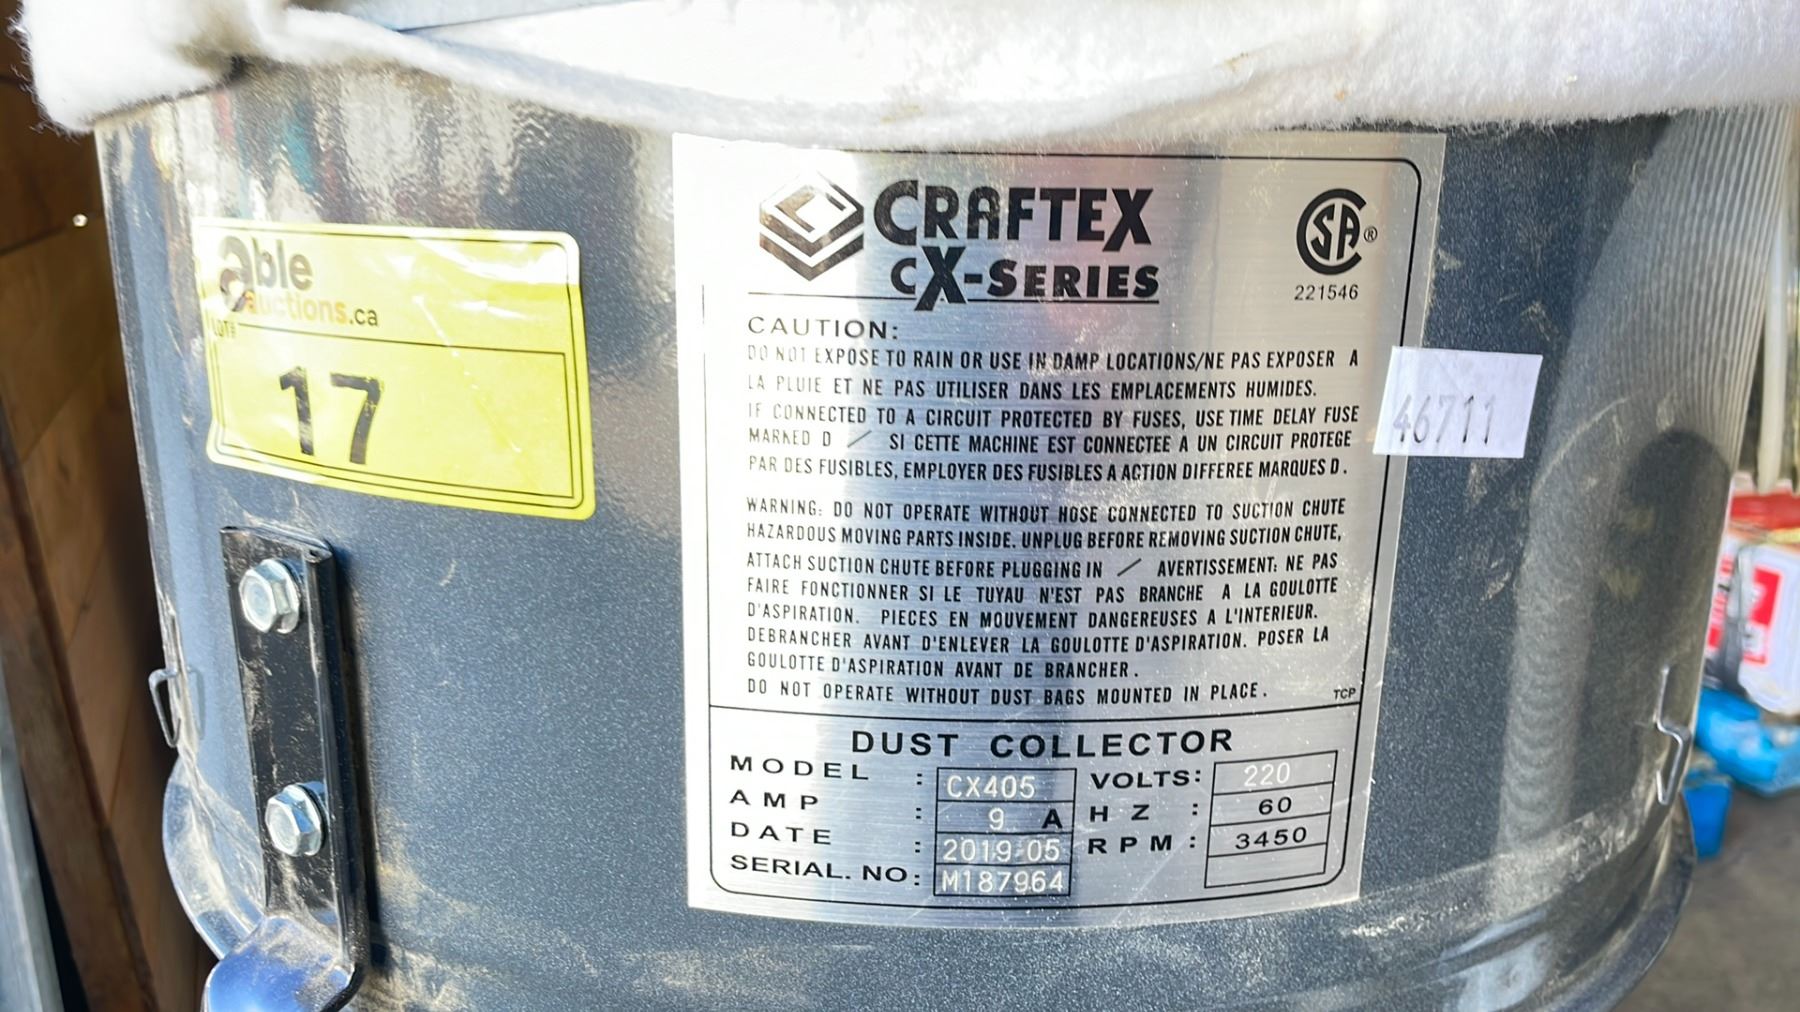 able
auctions.ca
LOT#
17
CRAFTEX
CX-SERIES
CSA®
221546
CAUTION:
DO NOT EXPOSE TO RAIN OR USE IN DAMP LOCATIONS/NE PAS EXPOSER A
LA PLUIE ET NE PAS UTILISER DANS LES EMPLACEMENTS HUMIDES.
IF CONNECTED TO A CIRCUIT PROTECTED BY FUSES, USE TIME DELAY FUSE
MARKED D / SI CETTE MACHINE EST CONNECTEE A UN CIRCUIT PROTEGE
PAR DES FUSIBLES, EMPLOYER DES FUSIBLES A ACTION DIFFEREE MARQUES D.
WARNING: DO NOT OPERATE WITHOUT HOSE CONNECTED TO SUCTION CHUTE
HAZARDOUS MOVING PARTS INSIDE. UNPLUG BEFORE REMOVING SUCTION CHUTE,
ATTACH SUCTION CHUTE BEFORE PLUGGING IN / AVERTISSEMENT: NE PAS
FAIRE FONCTIONNER SI LE TUYAU N'EST PAS BRANCHE A LA GOULOTTE
D'ASPIRATION. PIECES EN MOUVEMENT DANGEREUSES A L'INTERIEUR.
DEBRANCHER AVANT D'ENLEVER LA GOULOTTE D'ASPIRATION. POSER LA
GOULOTTE D'ASPIRATION AVANT DE BRANCHER.
DO NOT OPERATE WITHOUT DUST BAGS MOUNTED IN PLACE. TCP
46711
DUST COLLECTOR
MODEL : CX405 VOLTS: 220
AMP : 9 A HZ : 60
DATE : 2019-05 RPM: 3450
SERIAL. NO: M187964